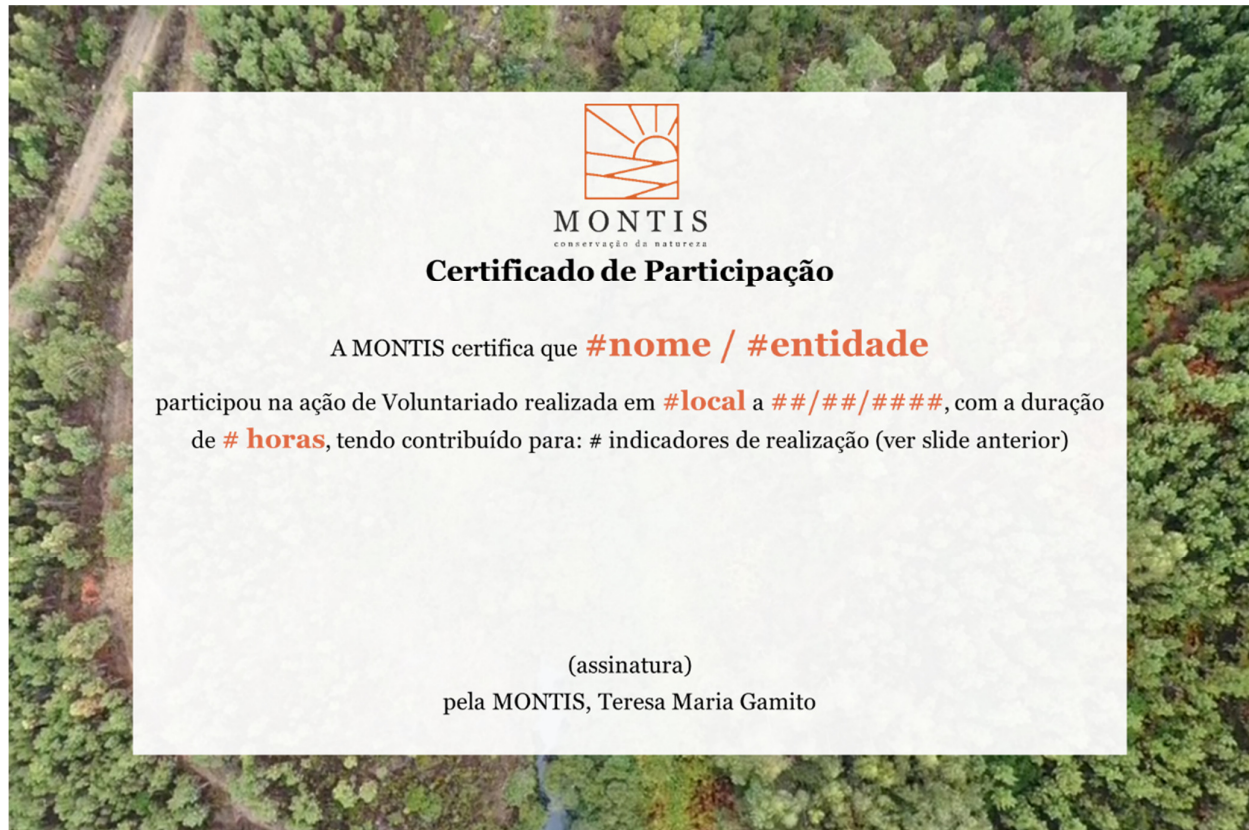 MONTIS
conservação da natureza
Certificado de Participação
A MONTIS certifica que #nome / #entidade
participou na ação de Voluntariado realizada em #local a ##/##/####, com a duração
de # horas, tendo contribuído para: # indicadores de realização (ver slide anterior)
(assinatura)
pela MONTIS, Teresa Maria Gamito